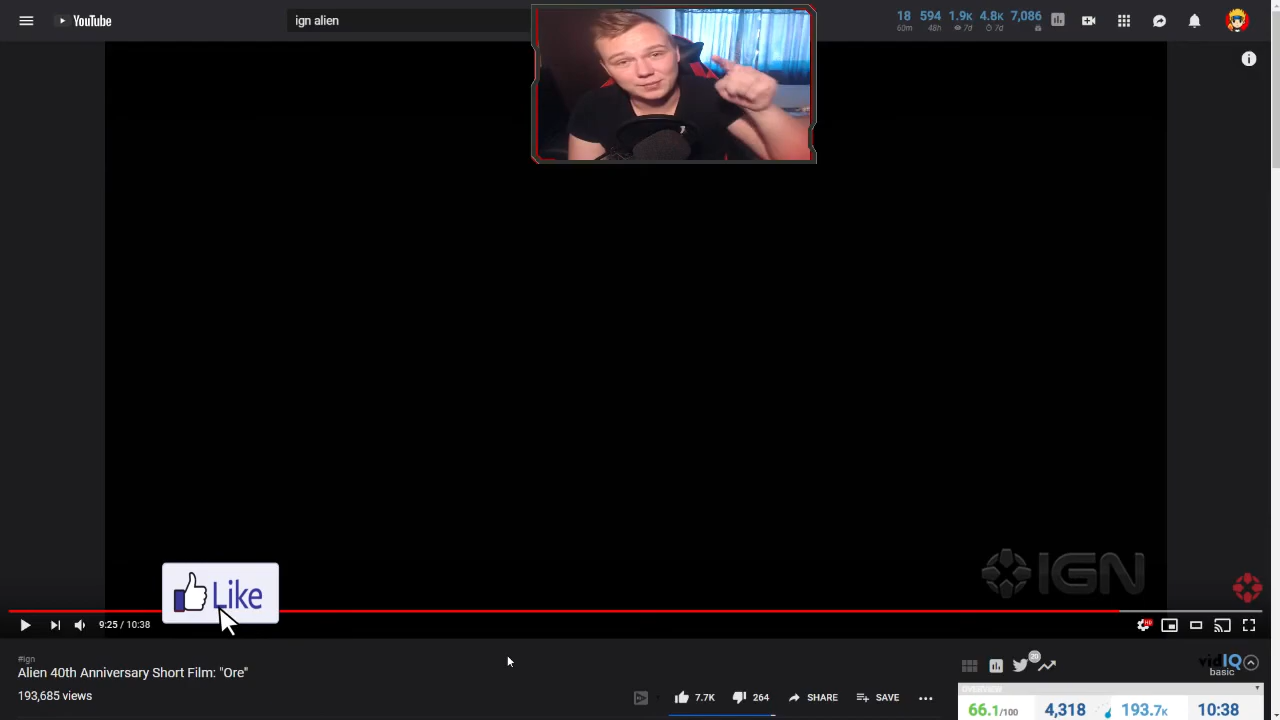 YouTube
ign alien
18 594 1.9K 4.8K 7,086
60m 48h 7d 7d
IGN
Like
9:25 / 10:38
HD
#ign
Alien 40th Anniversary Short Film: "Ore"
193,685 views
7.7K 264 SHARE SAVE
20
vidIQ
basic
66.1/100 4,318 193.7K 10:38